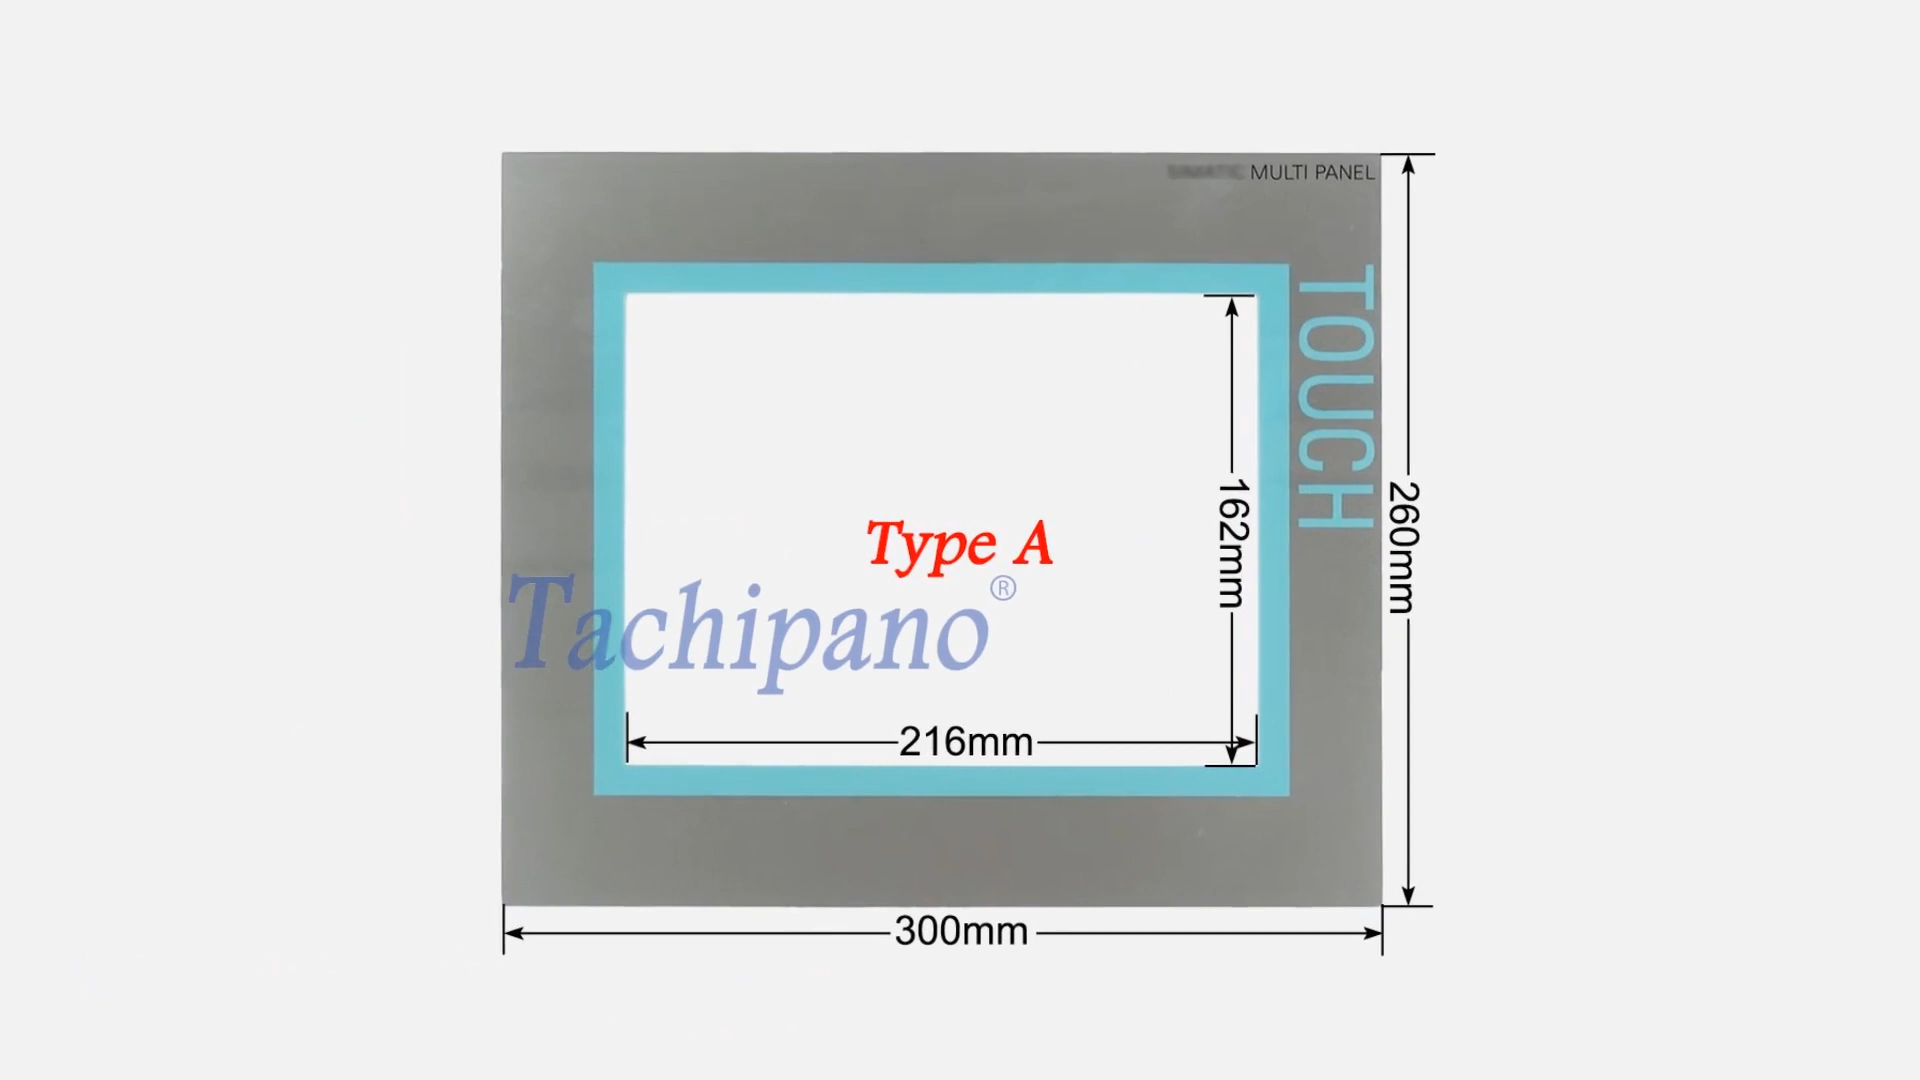 MULTI PANEL
TOUCH
162mm
260mm
Type A
Tachipano®
216mm
300mm